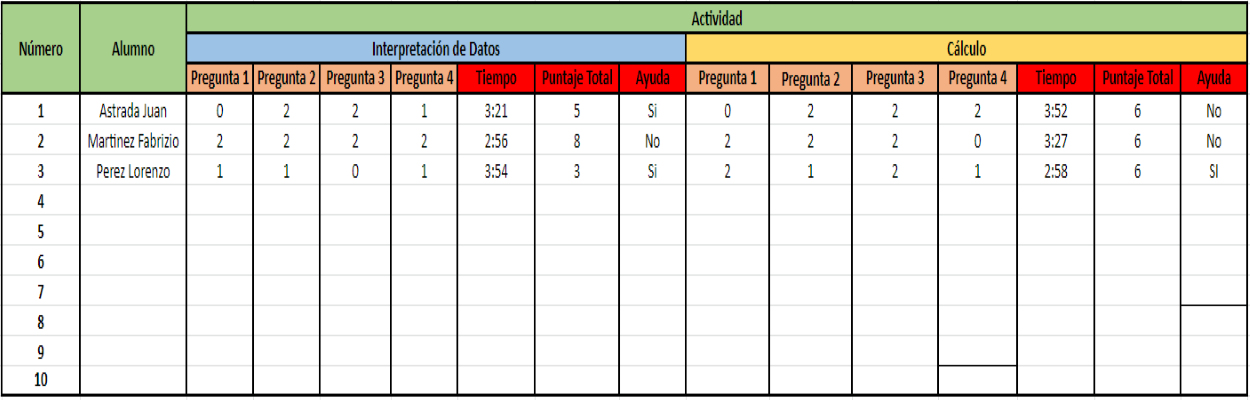 Actividad
Número Alumno Interpretación de Datos Cálculo
Pregunta 1 Pregunta 2 Pregunta 3 Pregunta 4 Tiempo Puntaje Total Ayuda Pregunta 1 Pregunta 2 Pregunta 3 Pregunta 4 Tiempo Puntaje Total Ayuda
1 Astrada Juan 0 2 2 1 3:21 5 Si 0 2 2 2 3:52 6 No
2 Martinez Fabrizio 2 2 2 2 2:56 8 No 2 2 2 0 3:27 6 No
3 Perez Lorenzo 1 1 0 1 3:54 3 Si 2 1 2 1 2:58 6 SI
4
5
6
7
8
9
10